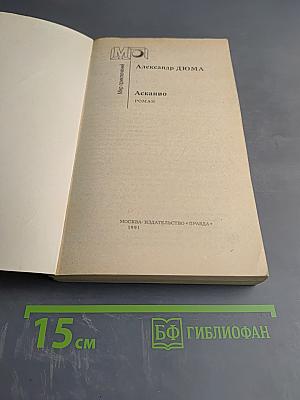 МП
Мир приключений
Александр ДЮМА
Асканио
РОМАН
МОСКВА · ИЗДАТЕЛЬСТВО «ПРАВДА»
1991
15 см
БФ ГИБЛИОФАН